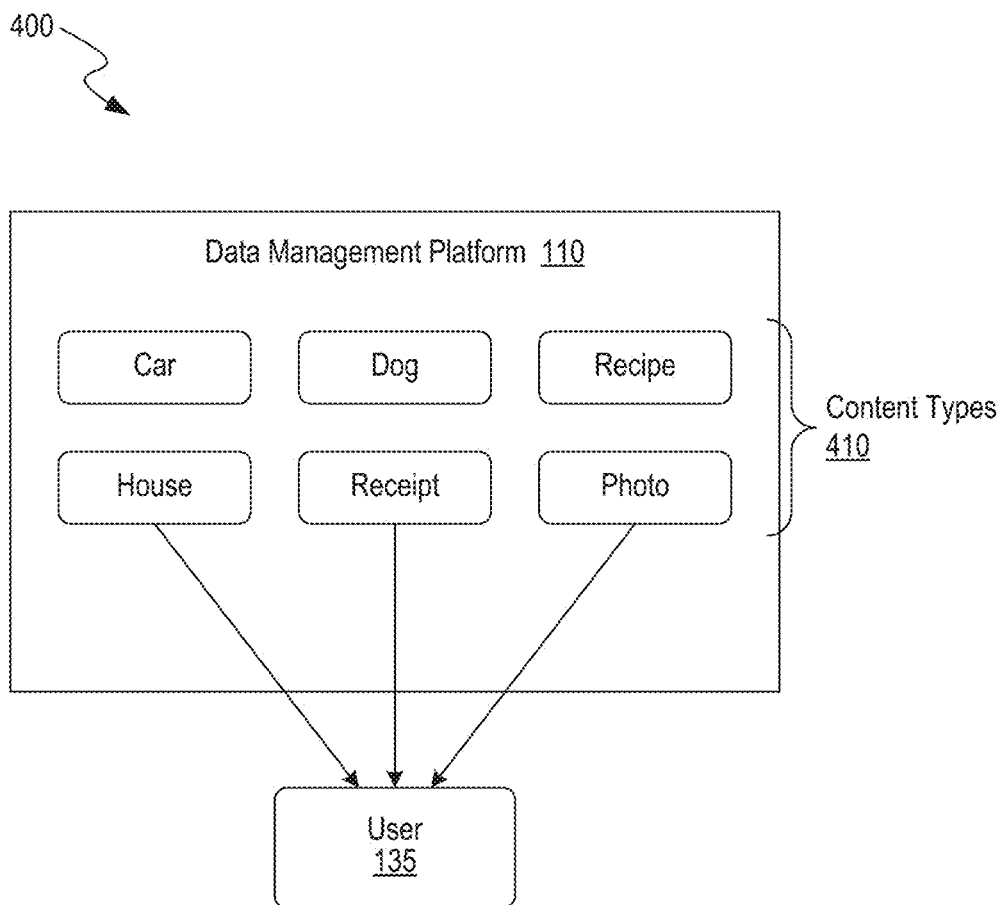 400
Data Management Platform 110
Car
Dog
Recipe
House
Receipt
Photo
Content Types
410
User
135